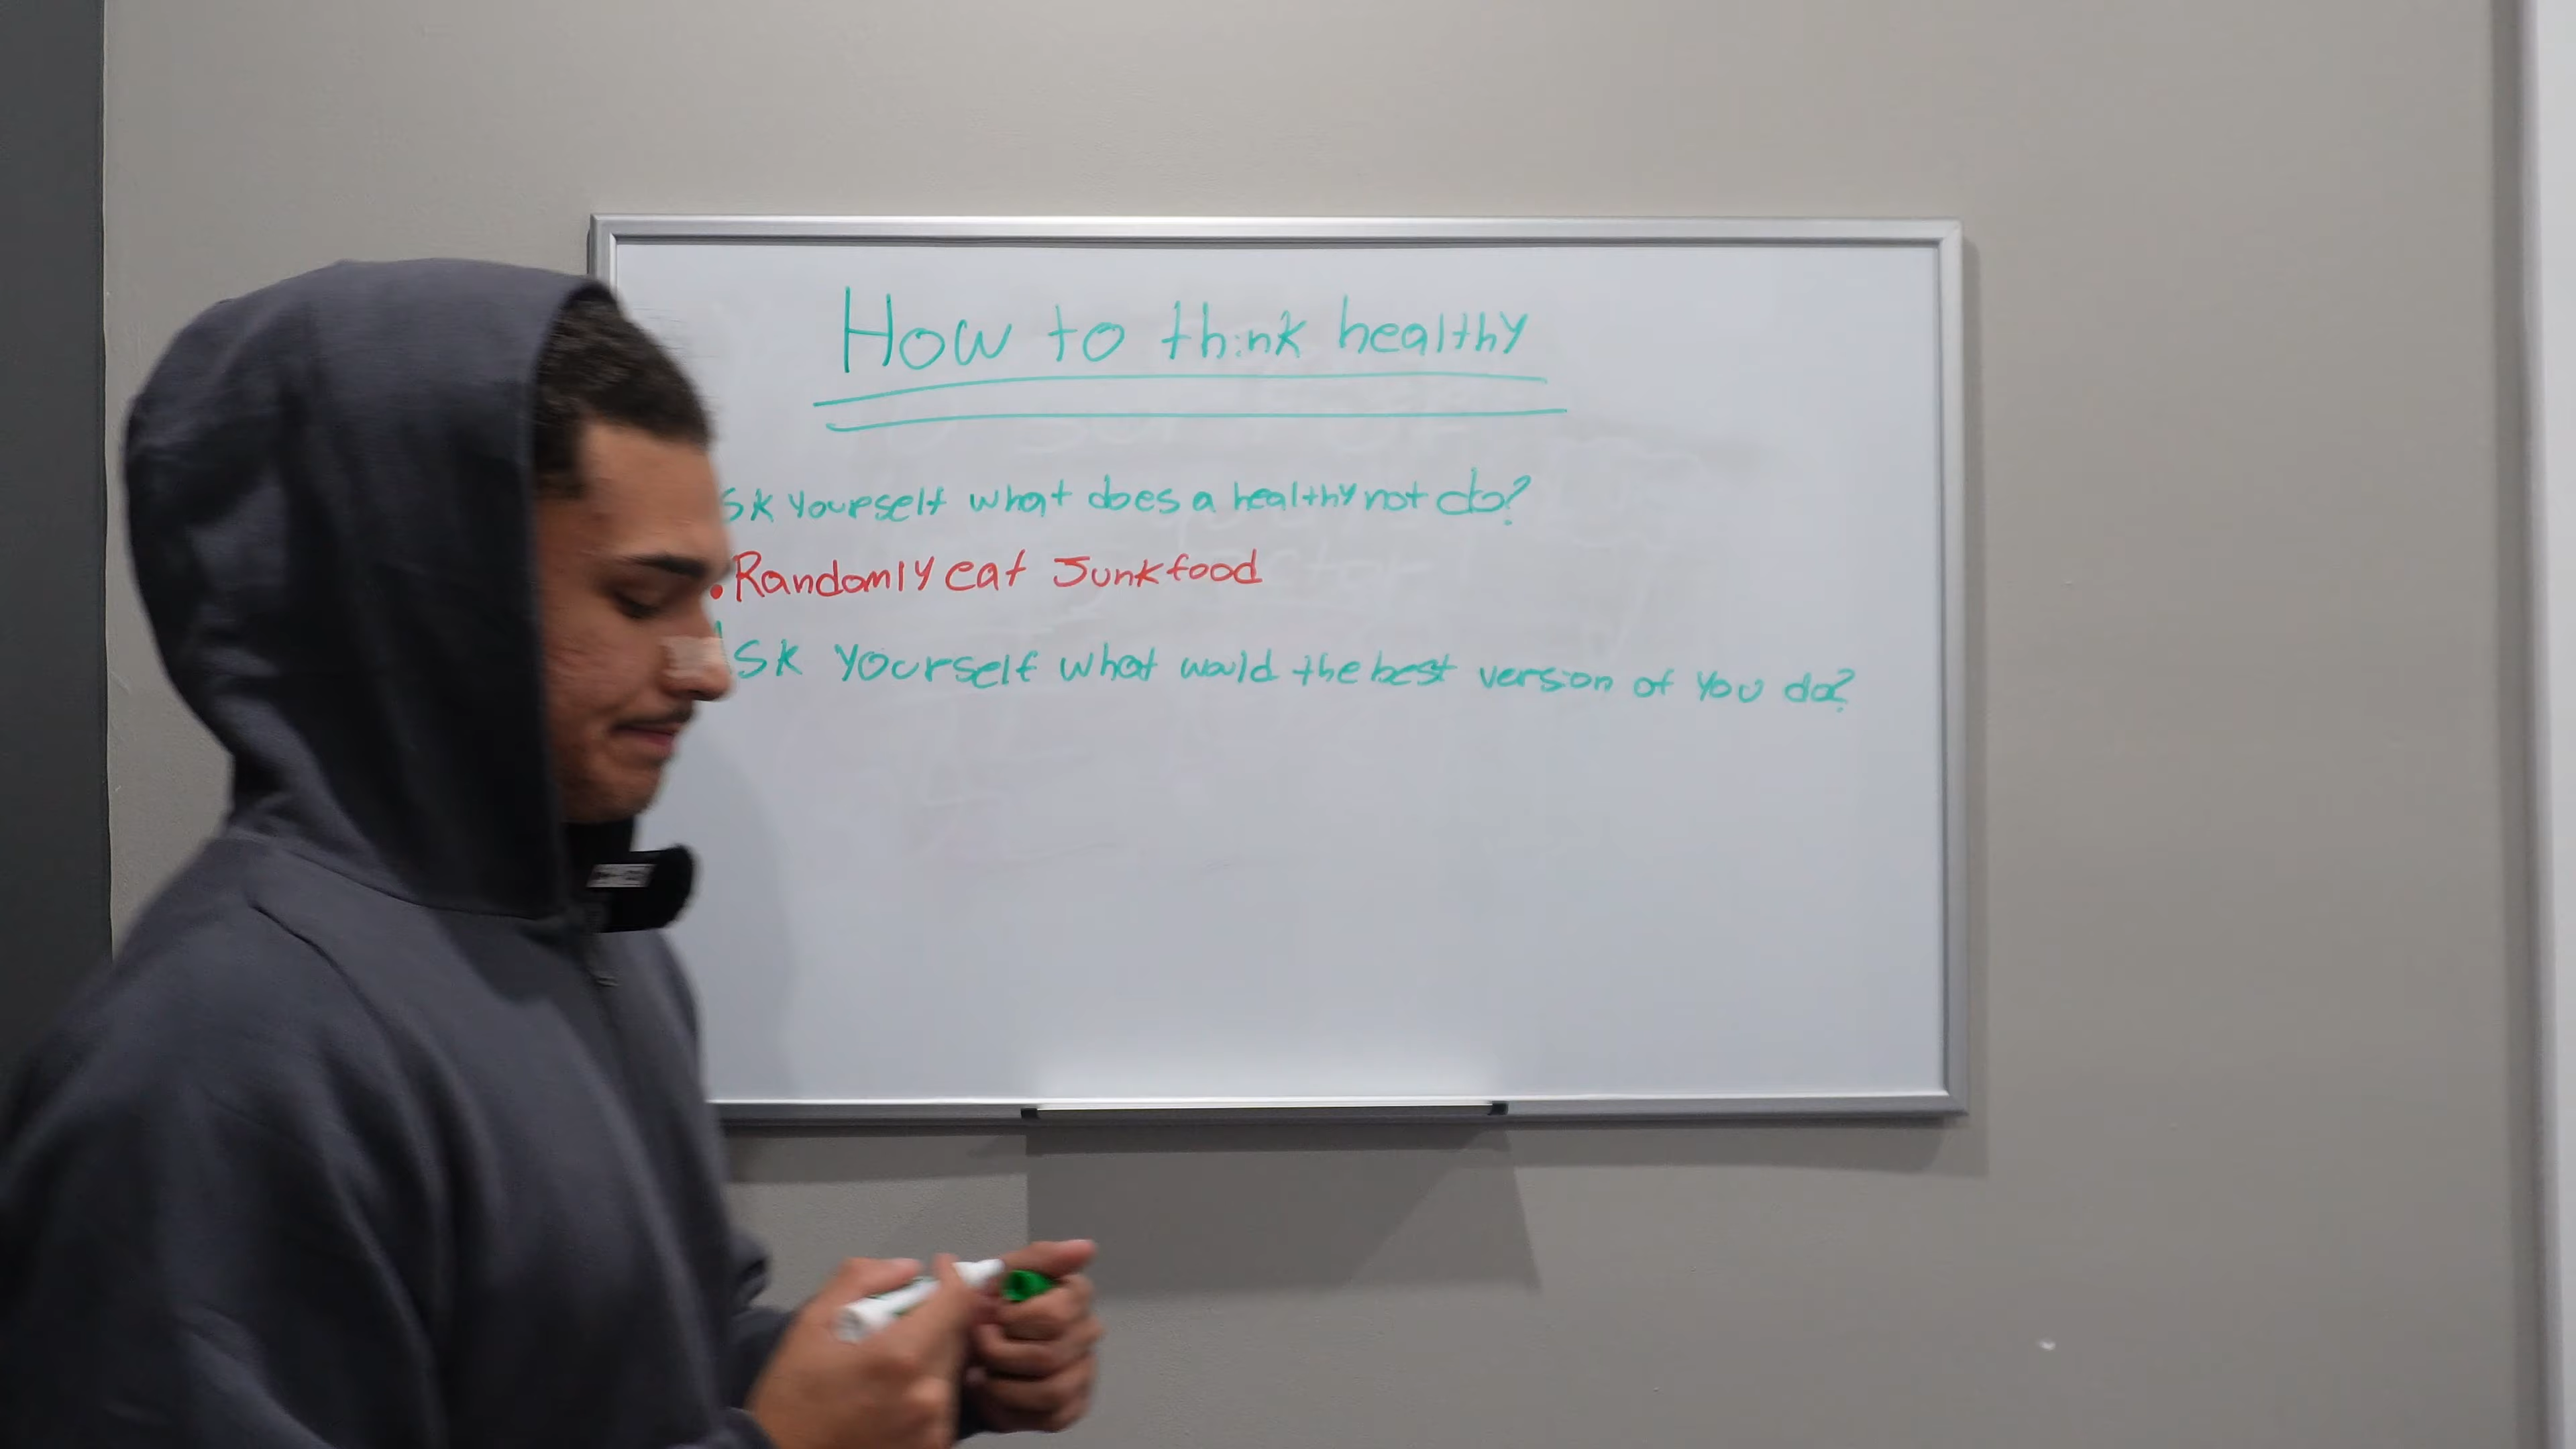 How to think healthy
sk yourself what does a healthy not do?
• Randomly eat Junkfood
Ask yourself what would the best version of you do?